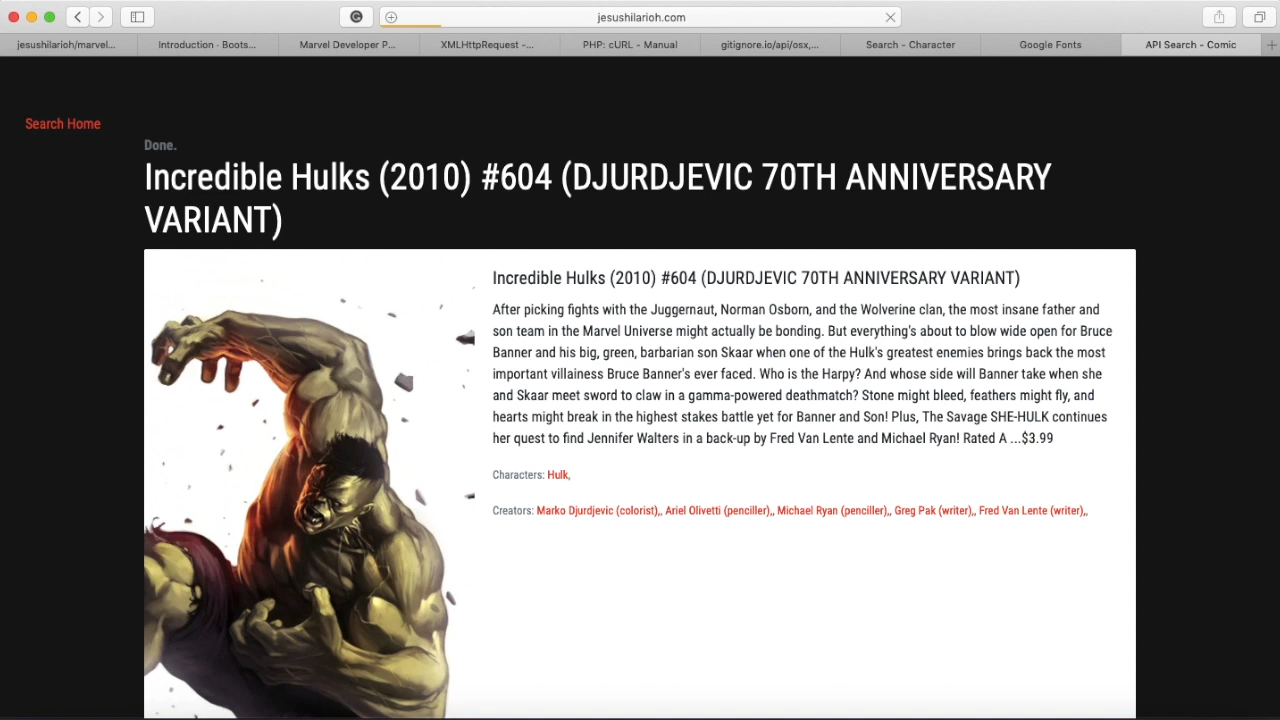 jesushilarioh.com
jesushilarioh/marvel...
Introduction · Boots...
Marvel Developer P...
XMLHttpRequest -...
PHP: cURL - Manual
gitignore.io/api/osx,...
Search - Character
Google Fonts
API Search - Comic
Search Home
Done.
Incredible Hulks (2010) #604 (DJURDJEVIC 70TH ANNIVERSARY
VARIANT)
Incredible Hulks (2010) #604 (DJURDJEVIC 70TH ANNIVERSARY VARIANT)
After picking fights with the Juggernaut, Norman Osborn, and the Wolverine clan, the most insane father and
son team in the Marvel Universe might actually be bonding. But everything's about to blow wide open for Bruce
Banner and his big, green, barbarian son Skaar when one of the Hulk's greatest enemies brings back the most
important villainess Bruce Banner's ever faced. Who is the Harpy? And whose side will Banner take when she
and Skaar meet sword to claw in a gamma-powered deathmatch? Stone might bleed, feathers might fly, and
hearts might break in the highest stakes battle yet for Banner and Son! Plus, The Savage SHE-HULK continues
her quest to find Jennifer Walters in a back-up by Fred Van Lente and Michael Ryan! Rated A ...$3.99
Characters: Hulk,
Creators: Marko Djurdjevic (colorist),, Ariel Olivetti (penciller),, Michael Ryan (penciller),, Greg Pak (writer),, Fred Van Lente (writer),,